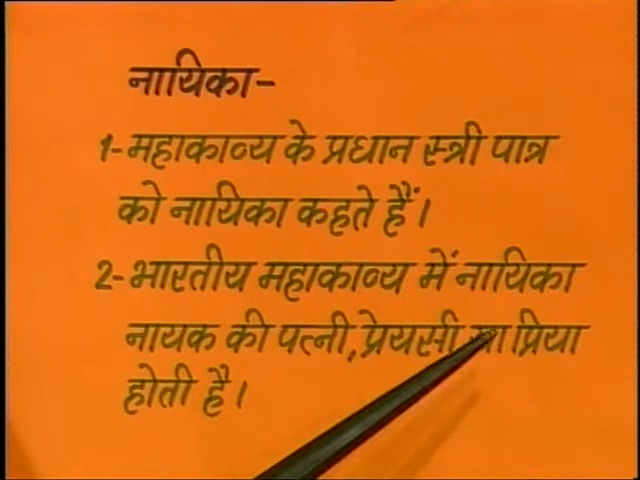 नायिका-
1- महाकाव्य के प्रधान स्त्री पात्र
को नायिका कहते हैं।
2- भारतीय महाकाव्य में नायिका
नायक की पत्नी, प्रेयसी या प्रिया
होती है।